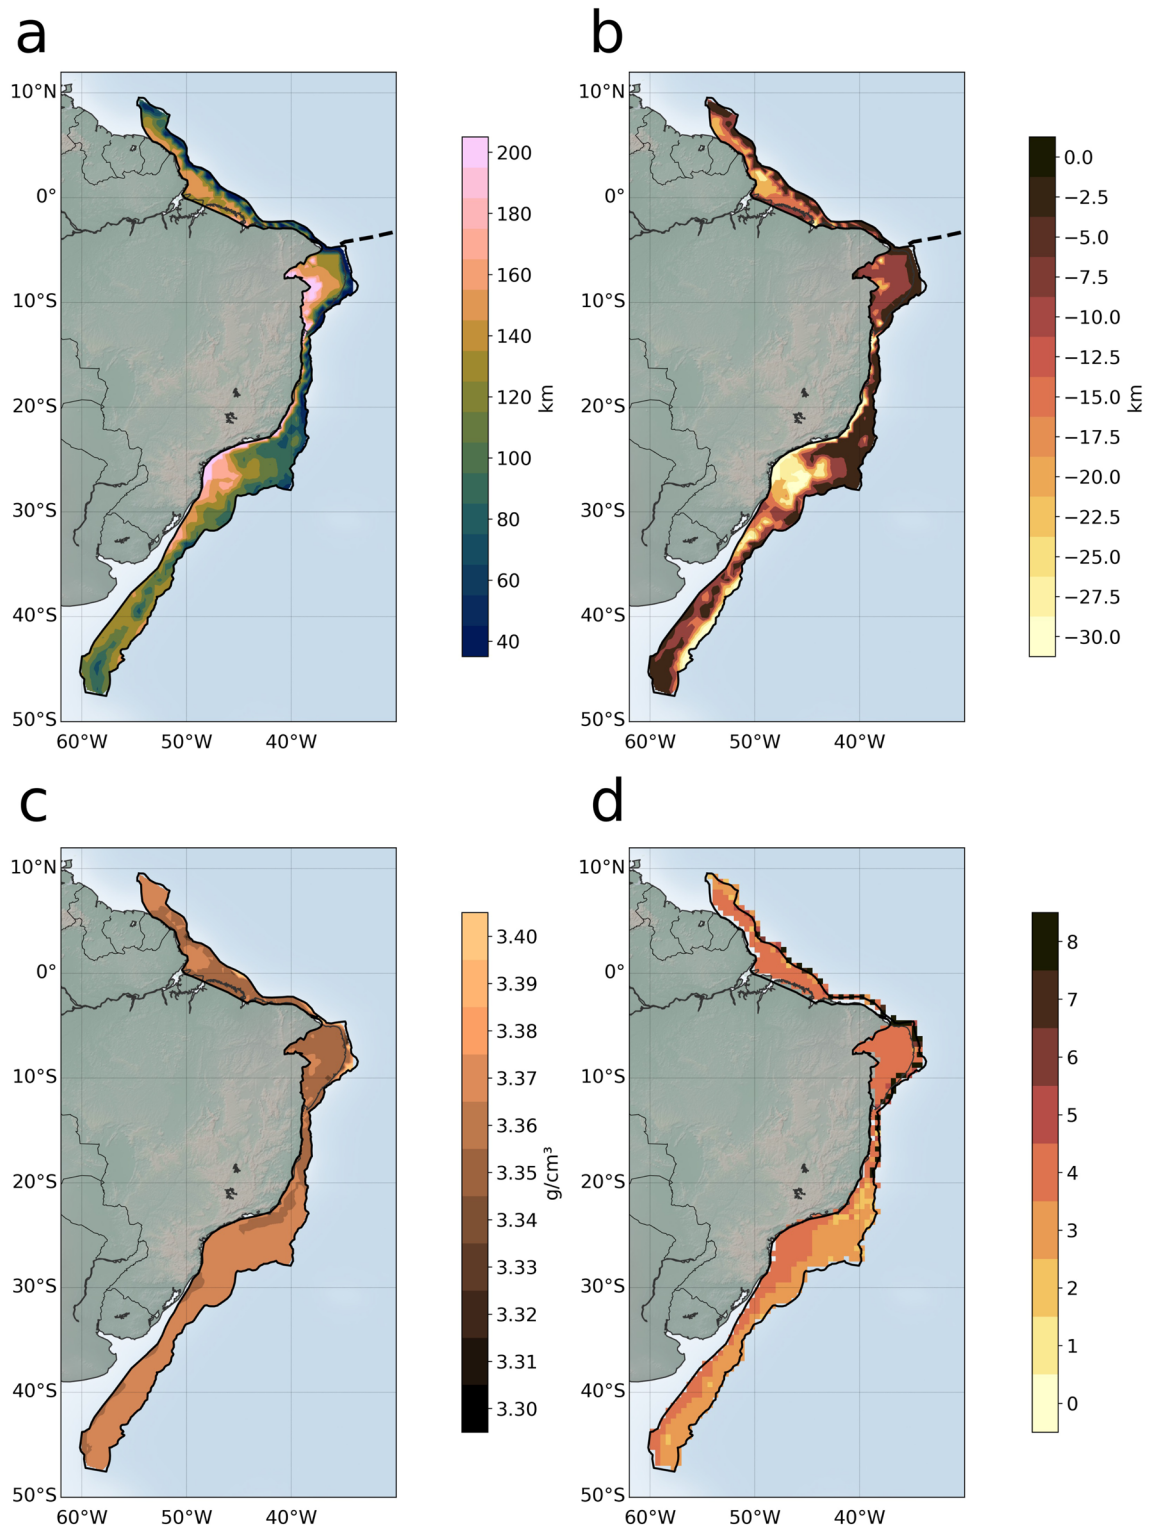 a
b
10°N
0°
10°S
20°S
30°S
40°S
50°S
60°W
50°W
40°W
200
180
160
140
120
100
80
60
40
km
10°N
0°
10°S
20°S
30°S
40°S
50°S
60°W
50°W
40°W
0.0
−2.5
−5.0
−7.5
−10.0
−12.5
−15.0
−17.5
−20.0
−22.5
−25.0
−27.5
−30.0
km
c
d
10°N
0°
10°S
20°S
30°S
40°S
50°S
60°W
50°W
40°W
3.40
3.39
3.38
3.37
3.36
3.35
3.34
3.33
3.32
3.31
3.30
g/cm³
10°N
0°
10°S
20°S
30°S
40°S
50°S
60°W
50°W
40°W
8
7
6
5
4
3
2
1
0